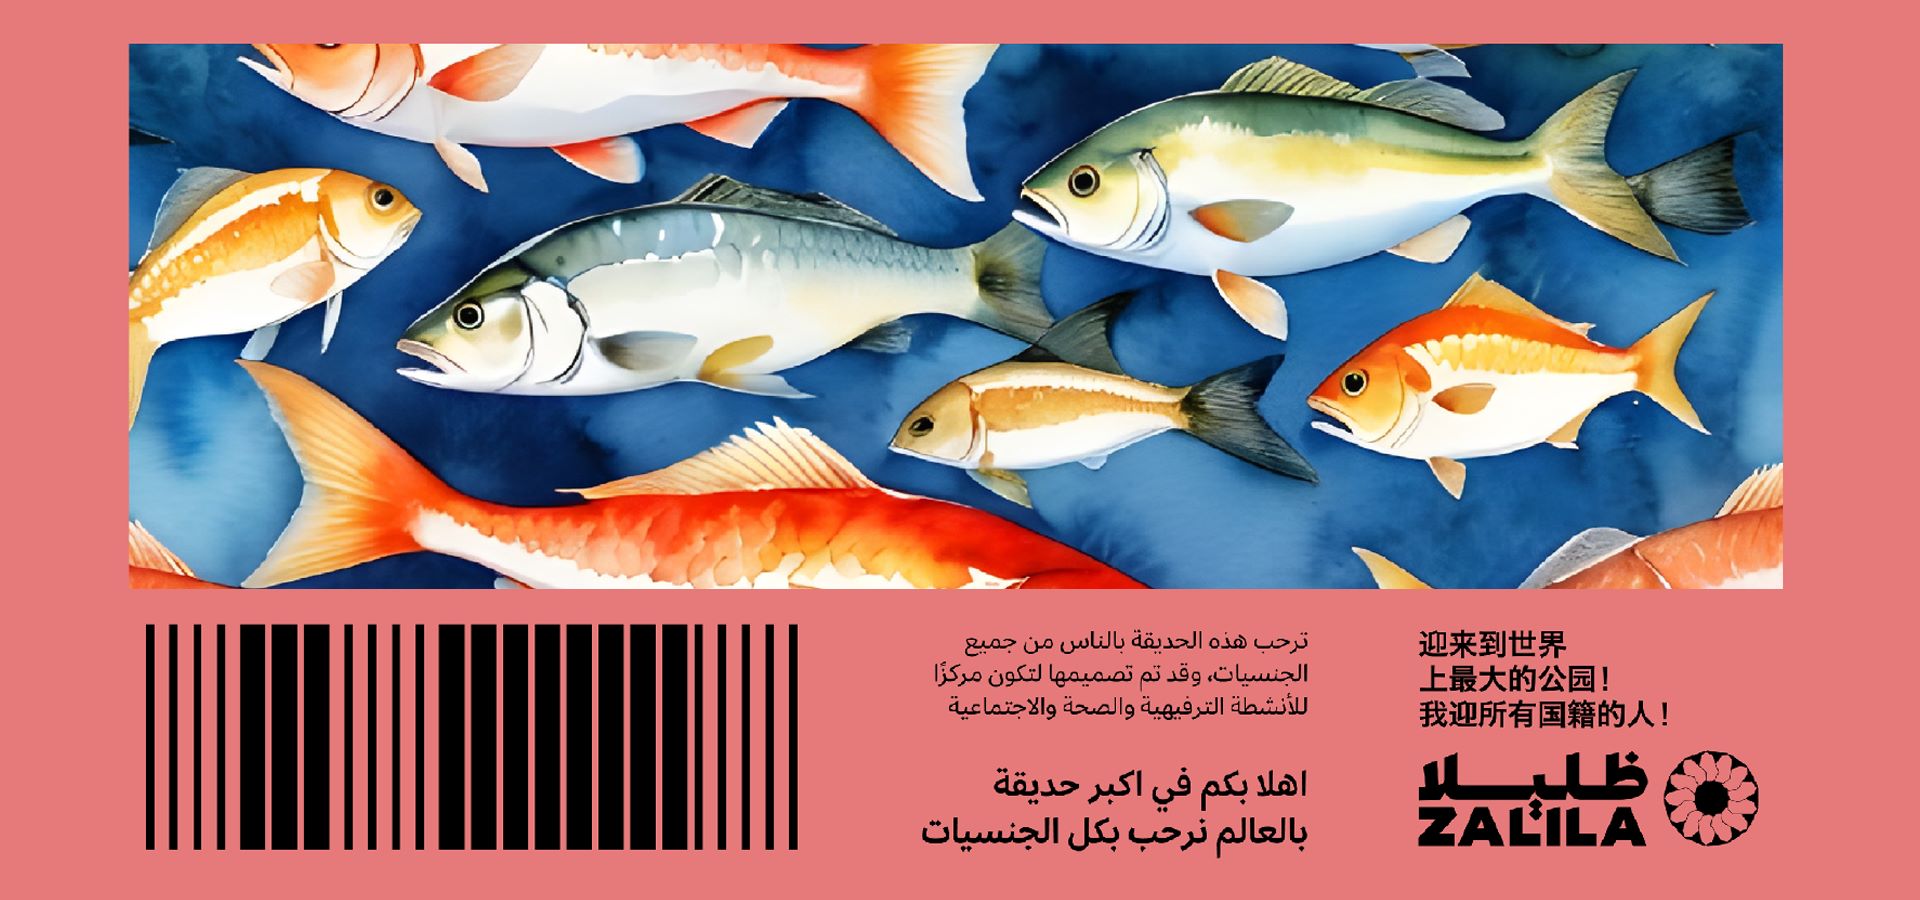 ترحب هذه الحديقة بالناس من جميع
الجنسيات، وقد تم تصميمها لتكون مركزًا
للأنشطة الترفيهية والصحة والاجتماعية
اهلا بكم في اكبر حديقة
بالعالم نرحب بكل الجنسيات
迎来到世界
上最大的公园！
我迎所有国籍的人！
ظليلا
ZALILA